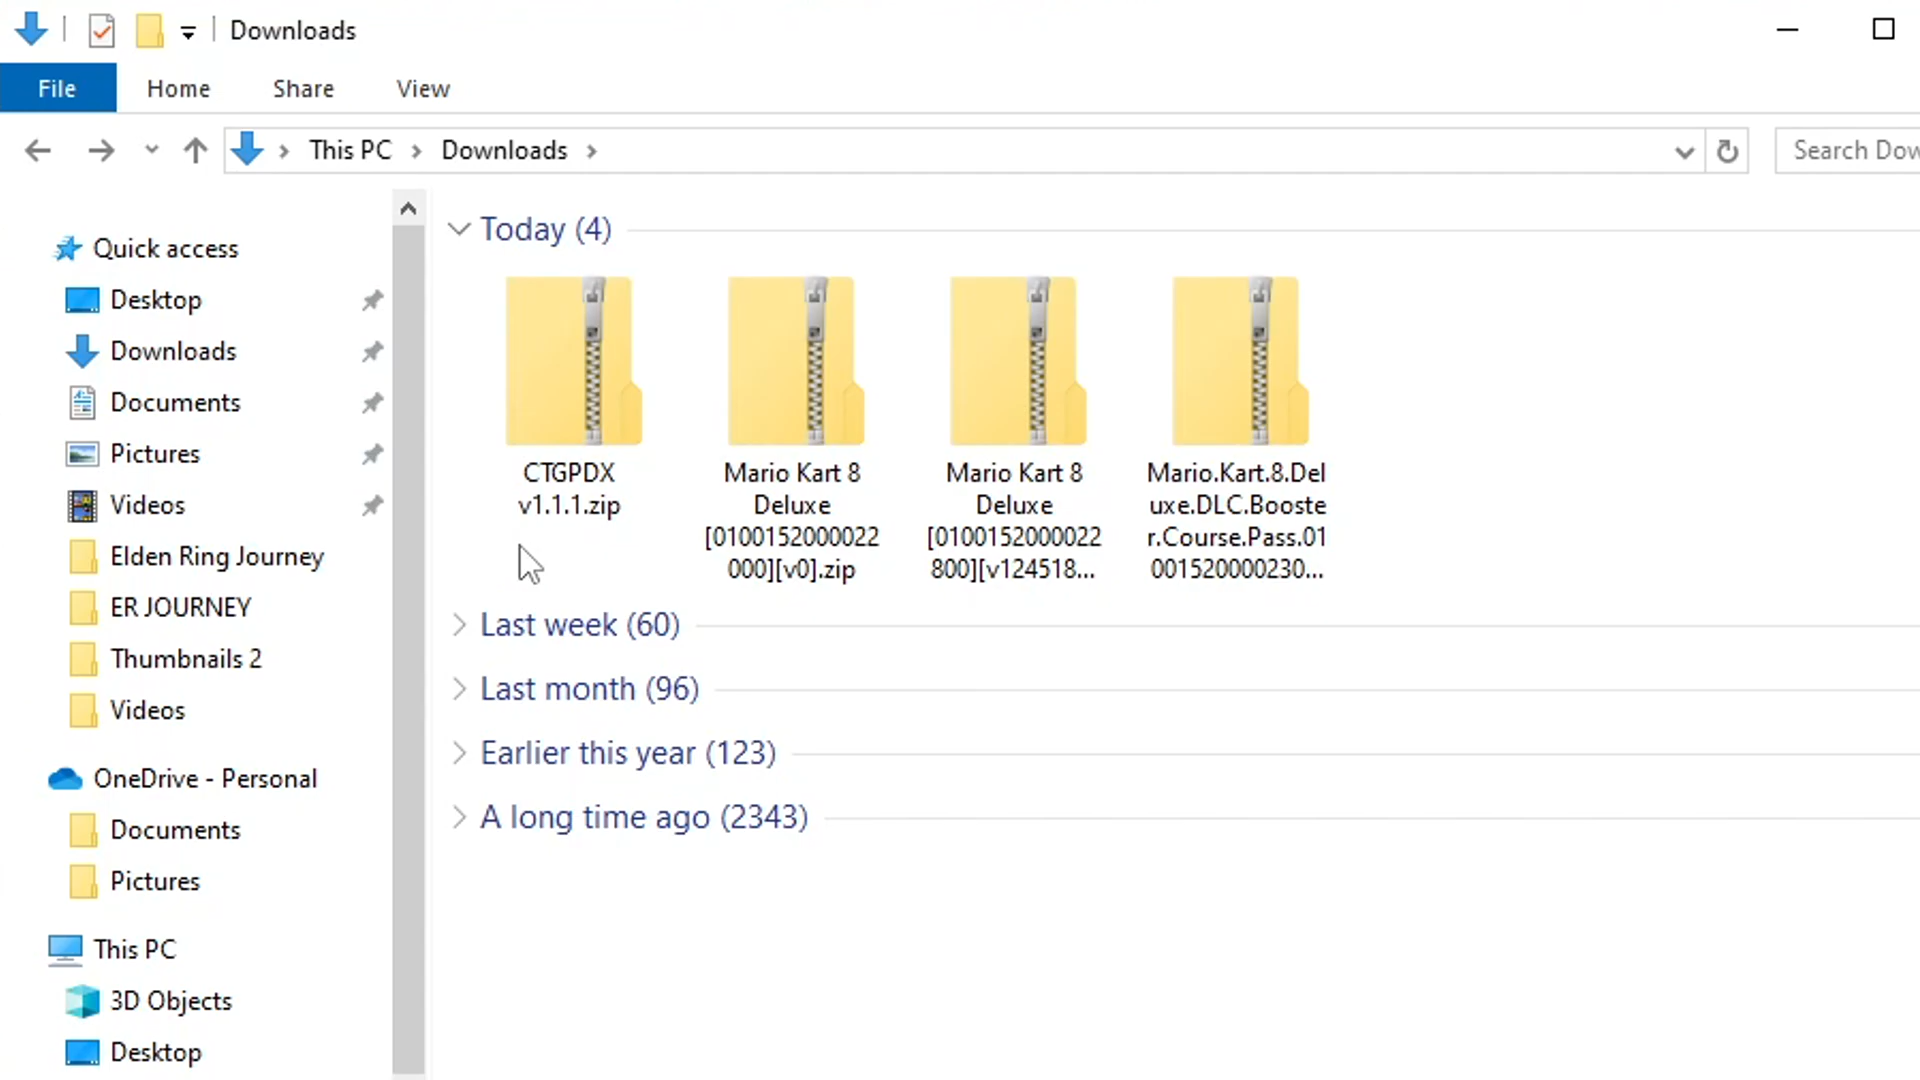 Downloads
File Home Share View
This PC Downloads
Search Dow
Quick access
Desktop
Downloads
Documents
Pictures
Videos
Elden Ring Journey
ER JOURNEY
Thumbnails 2
Videos
OneDrive - Personal
Documents
Pictures
This PC
3D Objects
Desktop
Today (4)
CTGPDX
v1.1.1.zip
Mario Kart 8
Deluxe
[0100152000022
000][v0].zip
Mario Kart 8
Deluxe
[0100152000022
800][v124518...
Mario.Kart.8.Del
uxe.DLC.Booste
r.Course.Pass.01
001520000230...
Last week (60)
Last month (96)
Earlier this year (123)
A long time ago (2343)